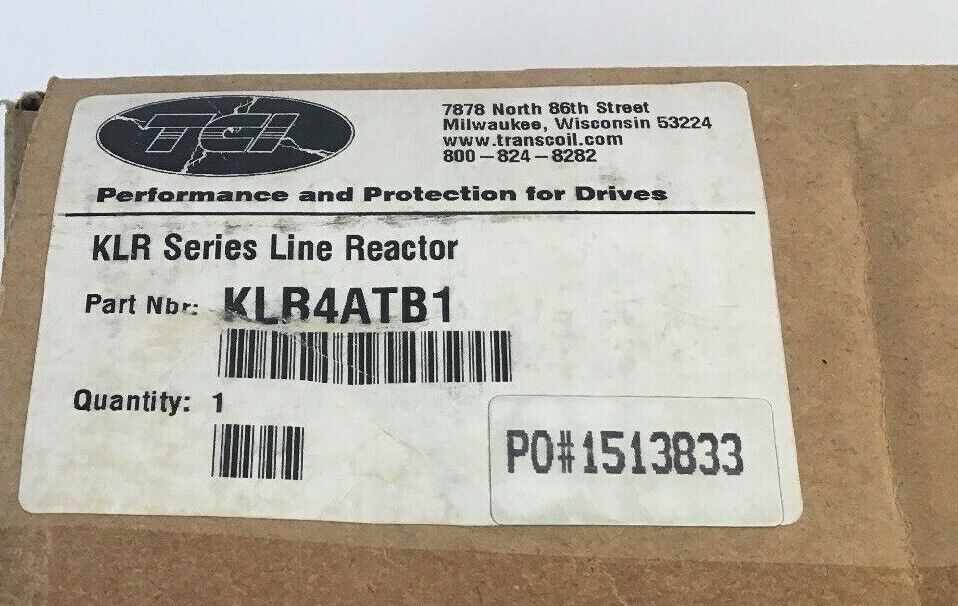 TCI
7878 North 86th Street
Milwaukee, Wisconsin 53224
www.transcoil.com
800-824-8282
Performance and Protection for Drives
KLR Series Line Reactor
Part Nbr: KLR4ATB1
Quantity: 1
PO#1513833